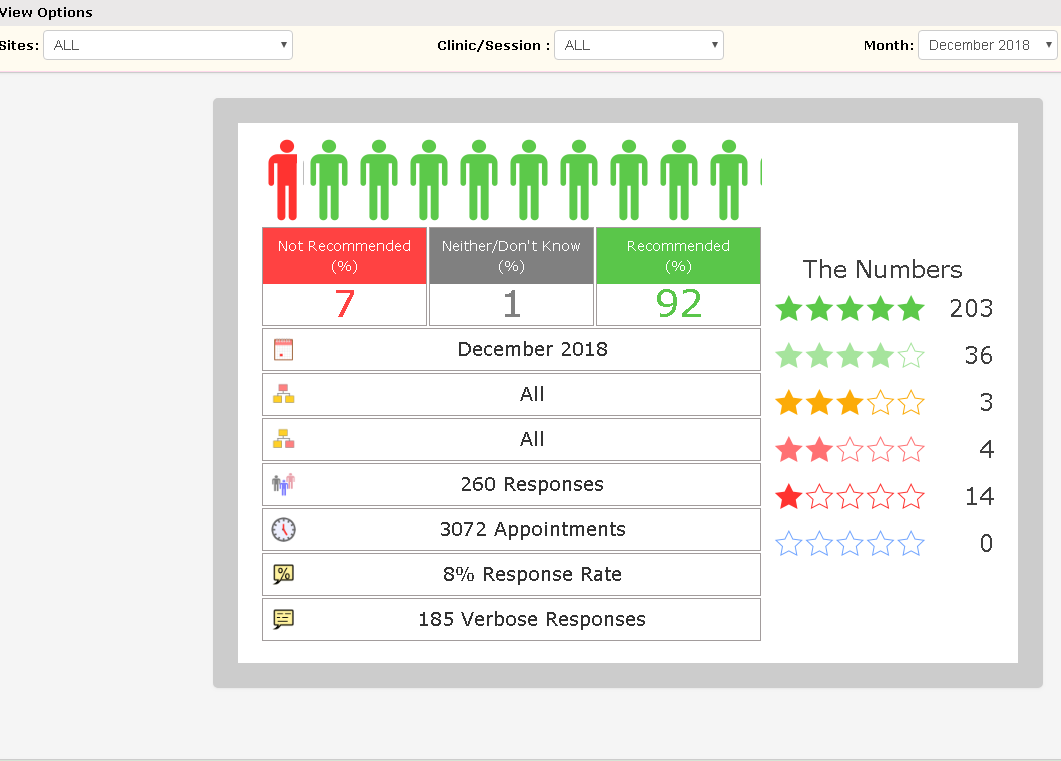 View Options
Sites: ALL
Clinic/Session : ALL
Month: December 2018
Not Recommended
(%)
7
Neither/Don't Know
(%)
1
Recommended
(%)
92
December 2018
All
All
260 Responses
3072 Appointments
% 8% Response Rate
185 Verbose Responses
The Numbers
203
36
3
4
14
0